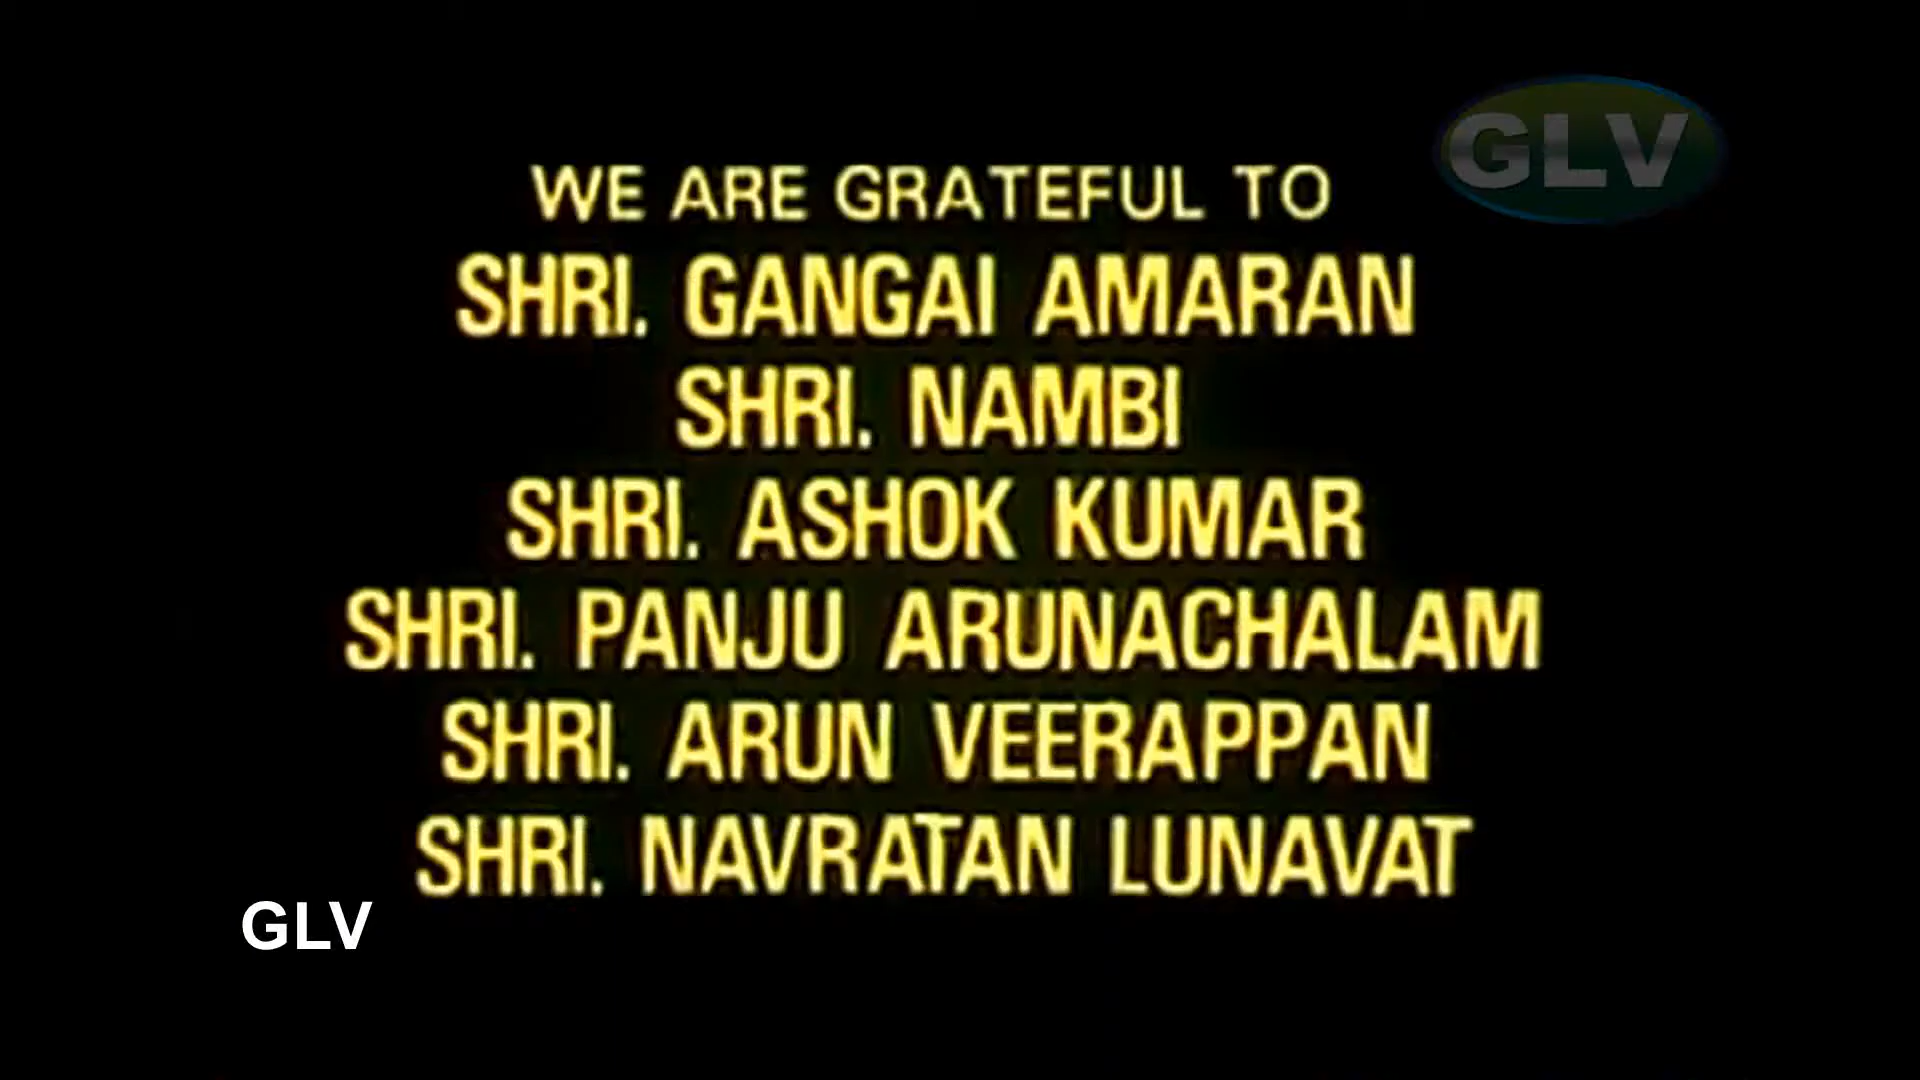 GLV
WE ARE GRATEFUL TO
SHRI. GANGAI AMARAN
SHRI. NAMBI
SHRI. ASHOK KUMAR
SHRI. PANJU ARUNACHALAM
SHRI. ARUN VEERAPPAN
SHRI. NAVRATAN LUNAVAT
GLV